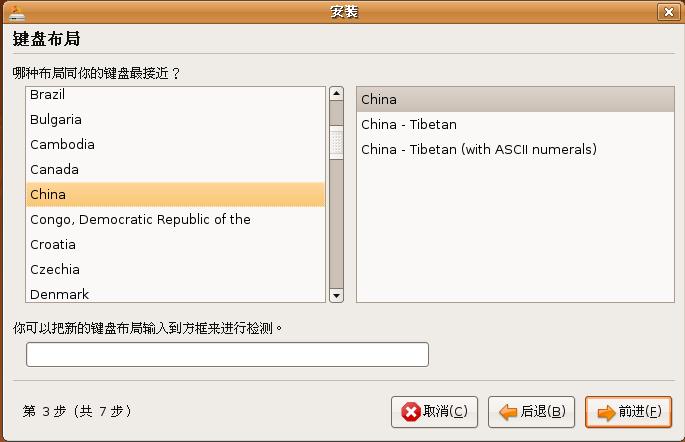 安装
键盘布局
哪种布局同你的键盘最接近？
Brazil
Bulgaria
Cambodia
Canada
China
Congo, Democratic Republic of the
Croatia
Czechia
Denmark
China
China - Tibetan
China - Tibetan (with ASCII numerals)
你可以把新的键盘布局输入到方框来进行检测。
第 3 步（共 7 步）
取消(C)
后退(B)
前进(F)